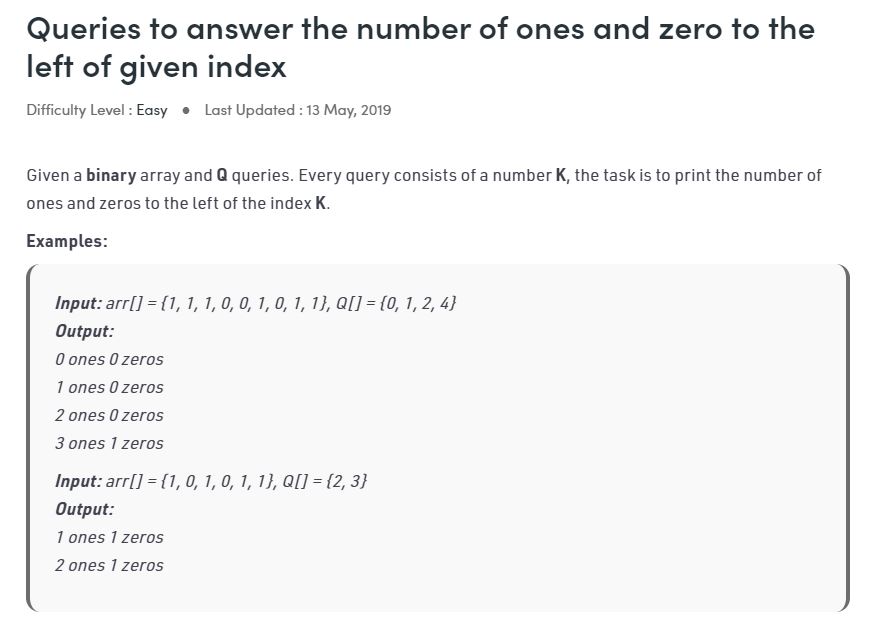 Queries to answer the number of ones and zero to the
left of given index
Difficulty Level : Easy ● Last Updated : 13 May, 2019
Given a binary array and Q queries. Every query consists of a number K, the task is to print the number of
ones and zeros to the left of the index K.
Examples:
Input: arr[] = {1, 1, 1, 0, 0, 1, 0, 1, 1}, Q[] = {0, 1, 2, 4}
Output:
0 ones 0 zeros
1 ones 0 zeros
2 ones 0 zeros
3 ones 1 zeros
Input: arr[] = {1, 0, 1, 0, 1, 1}, Q[] = {2, 3}
Output:
1 ones 1 zeros
2 ones 1 zeros